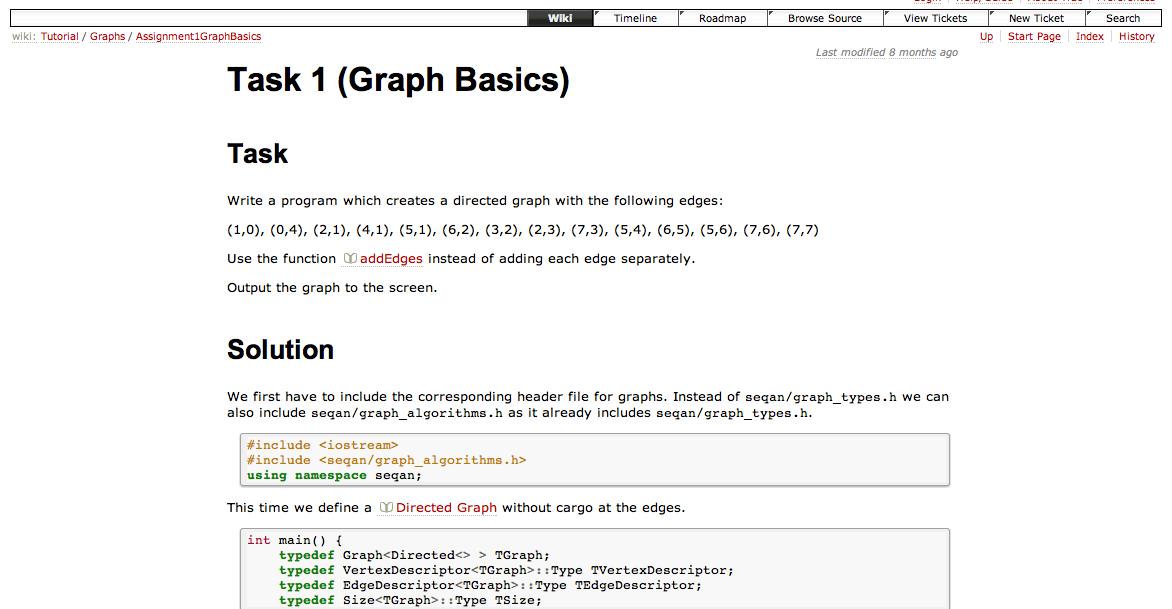 Login Help/Guide About Trac Preferences
Wiki Timeline Roadmap Browse Source View Tickets New Ticket Search
wiki: Tutorial / Graphs / Assignment1GraphBasics
Up Start Page Index History
Last modified 8 months ago
Task 1 (Graph Basics)
Task
Write a program which creates a directed graph with the following edges:
(1,0), (0,4), (2,1), (4,1), (5,1), (6,2), (3,2), (2,3), (7,3), (5,4), (6,5), (5,6), (7,6), (7,7)
Use the function addEdges instead of adding each edge separately.
Output the graph to the screen.
Solution
We first have to include the corresponding header file for graphs. Instead of seqan/graph_types.h we can
also include seqan/graph_algorithms.h as it already includes seqan/graph_types.h.
#include <iostream>
#include <seqan/graph_algorithms.h>
using namespace seqan;
This time we define a Directed Graph without cargo at the edges.
int main() {
    typedef Graph<Directed<> > TGraph;
    typedef VertexDescriptor<TGraph>::Type TVertexDescriptor;
    typedef EdgeDescriptor<TGraph>::Type TEdgeDescriptor;
    typedef Size<TGraph>::Type TSize;